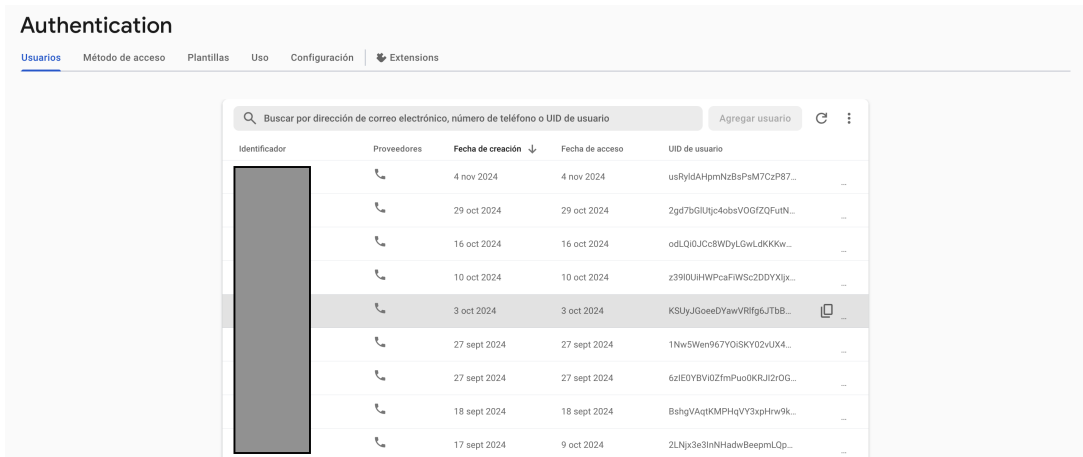 Authentication
Usuarios Método de acceso Plantillas Uso Configuración Extensions
Buscar por dirección de correo electrónico, número de teléfono o UID de usuario Agregar usuario
Identificador Proveedores Fecha de creación Fecha de acceso UID de usuario
4 nov 2024 4 nov 2024 usRyldAHpmNzBsPsM7CzP87...
29 oct 2024 29 oct 2024 2gd7bGlUtjc4obsVOGfZQFutN...
16 oct 2024 16 oct 2024 odLQi0JCc8WDyLGwLdKKKw...
10 oct 2024 10 oct 2024 z39I0UiHWPcaFiWSc2DDYXIjx...
3 oct 2024 3 oct 2024 KSUyJGoeeDYawVRlfg6JTbB...
27 sept 2024 27 sept 2024 1Nw5Wen967YOiSKY02vUX4...
27 sept 2024 27 sept 2024 6zIE0YBVi0ZfmPuo0KRJI2rOG...
18 sept 2024 18 sept 2024 BshgVAqtKMPHqVY3xpHrw9k...
17 sept 2024 9 oct 2024 2LNjx3e3InNHadwBeepmLQp...